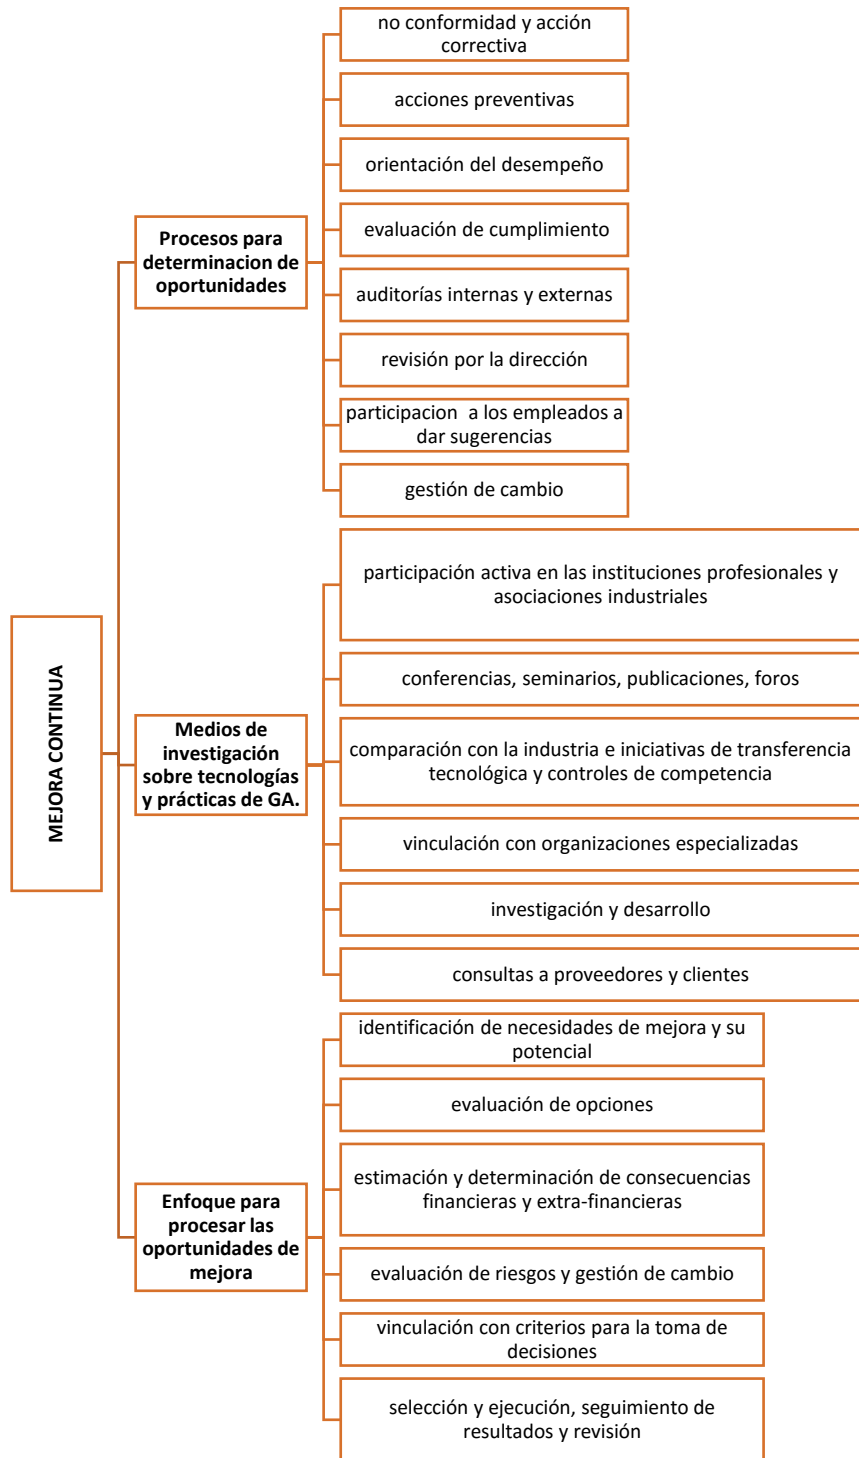 MEJORA CONTINUA
Procesos para
determinacion de
oportunidades
no conformidad y acción
correctiva
acciones preventivas
orientación del desempeño
evaluación de cumplimiento
auditorías internas y externas
revisión por la dirección
participacion  a los empleados a
dar sugerencias
gestión de cambio
Medios de
investigación
sobre tecnologías
y prácticas de GA.
participación activa en las instituciones profesionales y
asociaciones industriales
conferencias, seminarios, publicaciones, foros
comparación con la industria e iniciativas de transferencia
tecnológica y controles de competencia
vinculación con organizaciones especializadas
investigación y desarrollo
consultas a proveedores y clientes
Enfoque para
procesar las
oportunidades de
mejora
identificación de necesidades de mejora y su
potencial
evaluación de opciones
estimación y determinación de consecuencias
financieras y extra-financieras
evaluación de riesgos y gestión de cambio
vinculación con criterios para la toma de
decisiones
selección y ejecución, seguimiento de
resultados y revisión